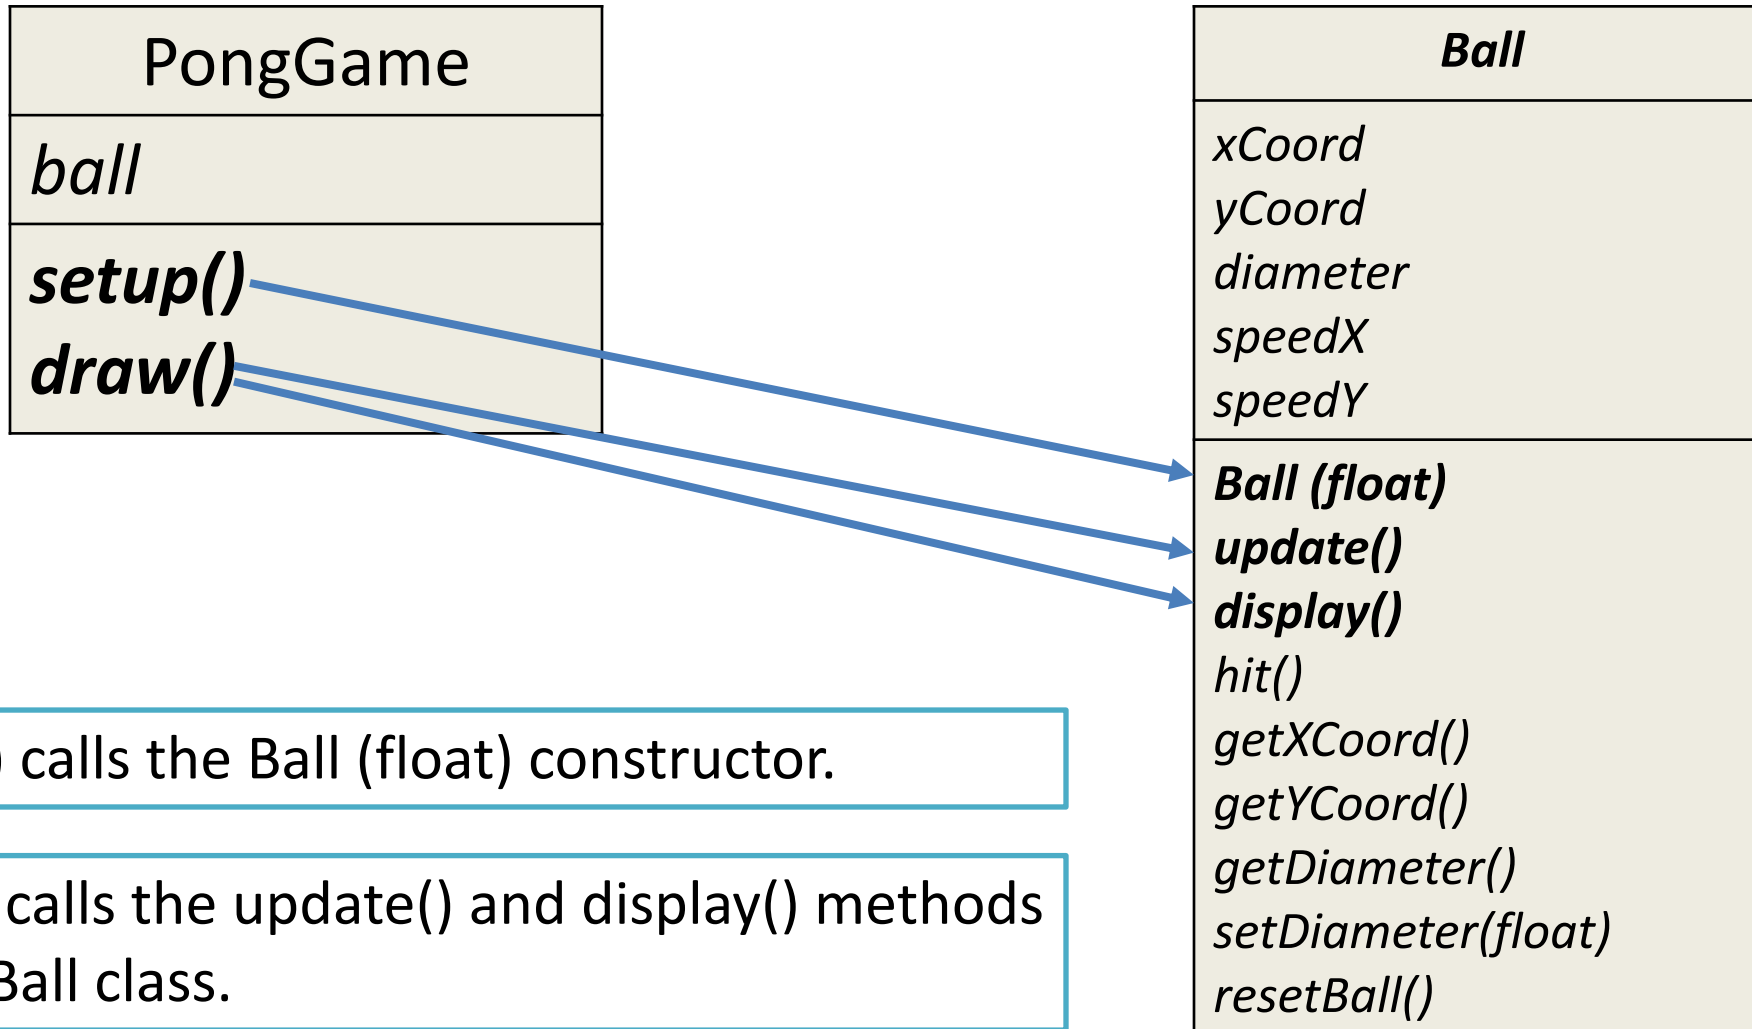 PongGame
ball
setup()
draw()
Ball
xCoord
yCoord
diameter
speedX
speedY
Ball (float)
update()
display()
hit()
getXCoord()
getYCoord()
getDiameter()
setDiameter(float)
resetBall()
) calls the Ball (float) constructor.
calls the update() and display() methods
Ball class.